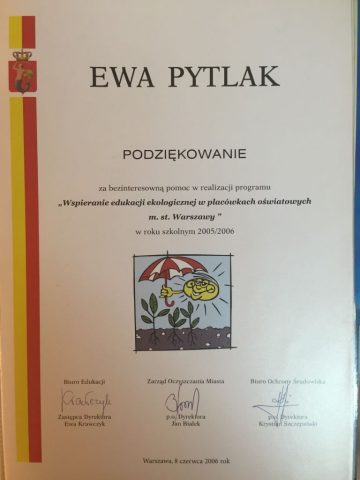 EWA PYTLAK
PODZIĘKOWANIE
za bezinteresowną pomoc w realizacji programu
„Wspieranie edukacji ekologicznej w placówkach oświatowych
m. st. Warszawy ”
w roku szkolnym 2005/2006
Biuro Edukacji
Zastępca Dyrektora
Ewa Krawczyk
Zarząd Oczyszczania Miasta
p.o. Dyrektora
Jan Białek
Biuro Ochrony Środowiska
p.o. Dyrektora
Krystian Szczepański
Warszawa, 8 czerwca 2006 rok